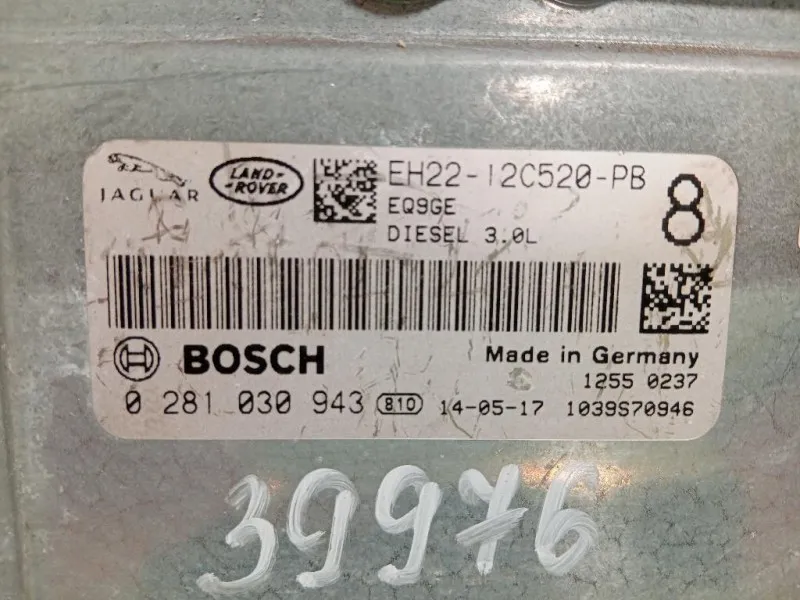 JAGUAR
LAND-
-ROVER
EH22-12C520-PB
EQ9GE
DIESEL 3.0L
8
BOSCH
Made in Germany
1255 0237
0 281 030 943 810 14-05-17 1039S70946
39976